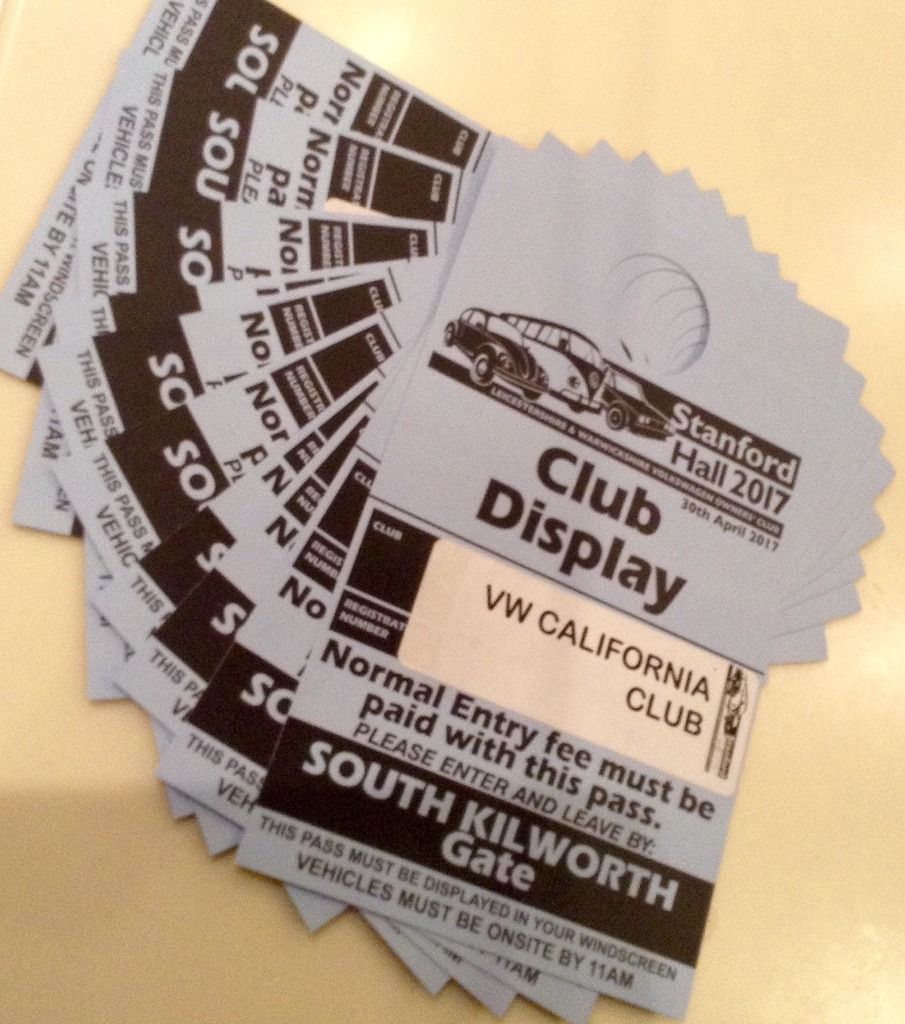 Stanford
Hall 2017
LEICESTERSHIRE & WARWICKSHIRE VOLKSWAGEN OWNERS' CLUB
30th April 2017
Club
Display
CLUB
VW CALIFORNIA
CLUB
REGISTRAT
NUMBER
Normal Entry fee must be
paid with this pass.
PLEASE ENTER AND LEAVE BY:
SOUTH KILWORTH
Gate
THIS PASS MUST BE DISPLAYED IN YOUR WINDSCREEN
VEHICLES MUST BE ONSITE BY 11AM